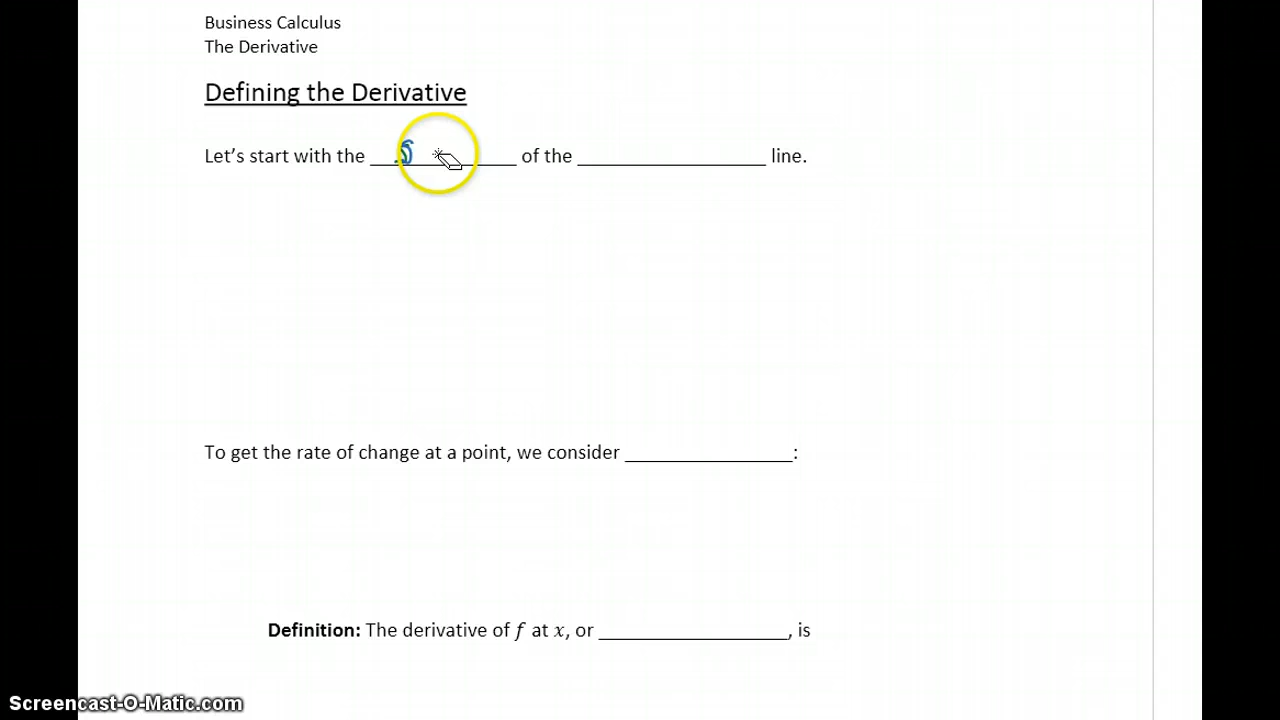 Business Calculus
The Derivative
Defining the Derivative
Let's start with the ______________ of the __________________ line.
To get the rate of change at a point, we consider ________________:
Definition: The derivative of f at x, or __________________, is
Screencast-O-Matic.com